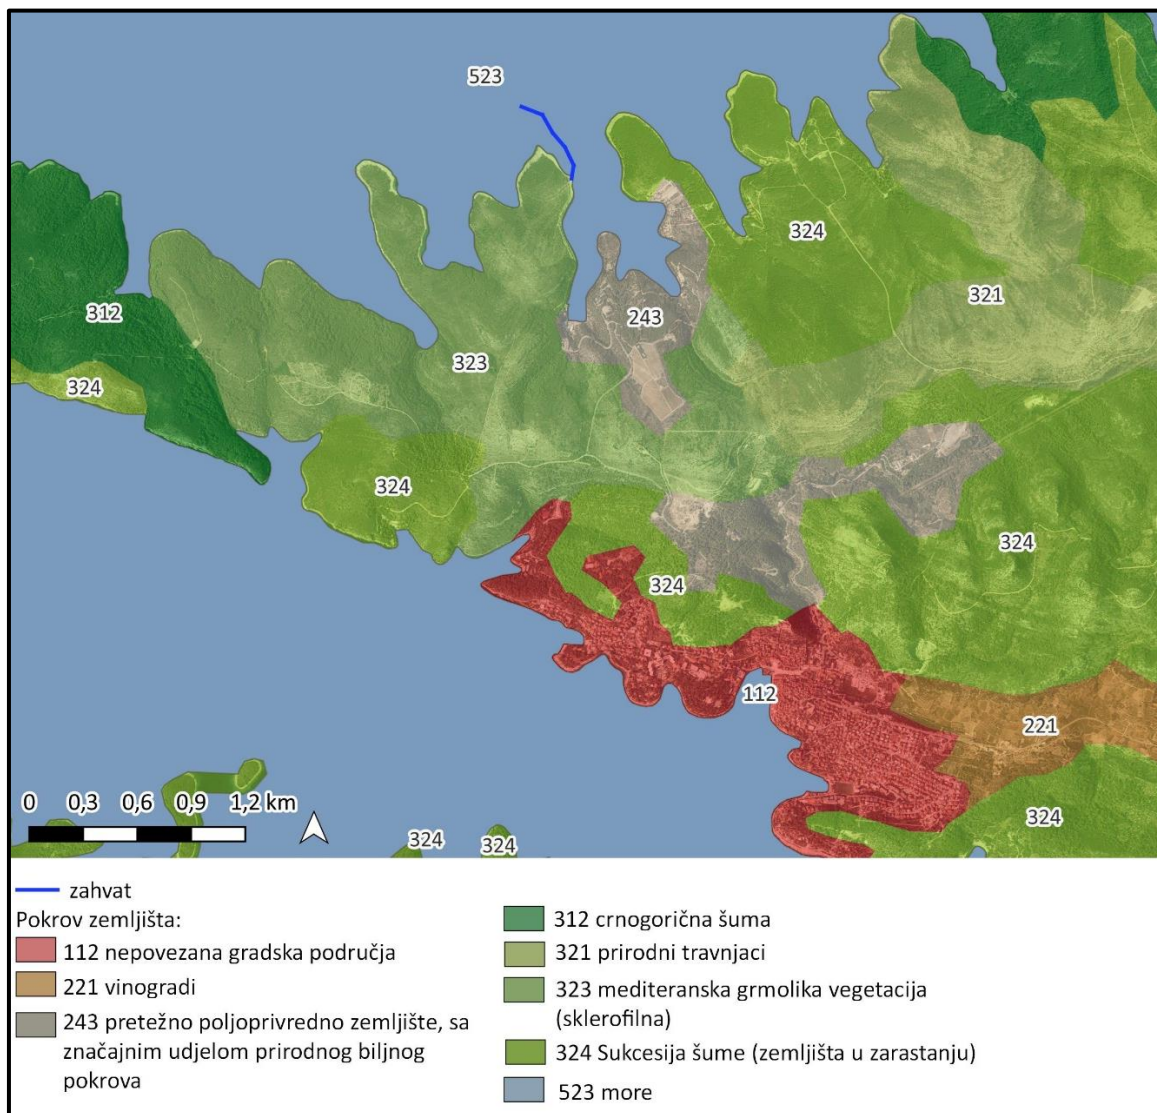 523
324
312
321
243
323
324
324
324
324
112
221
0 0,3 0,6 0,9 1,2 km
324
324
324
zahvat
Pokrov zemljišta:
112 nepovezana gradska područja
221 vinogradi
243 pretežno poljoprivredno zemljište, sa
značajnim udjelom prirodnog biljnog
pokrova
312 crnogorična šuma
321 prirodni travnjaci
323 mediteranska grmolika vegetacija
(sklerofilna)
324 Sukcesija šume (zemljišta u zarastanju)
523 more